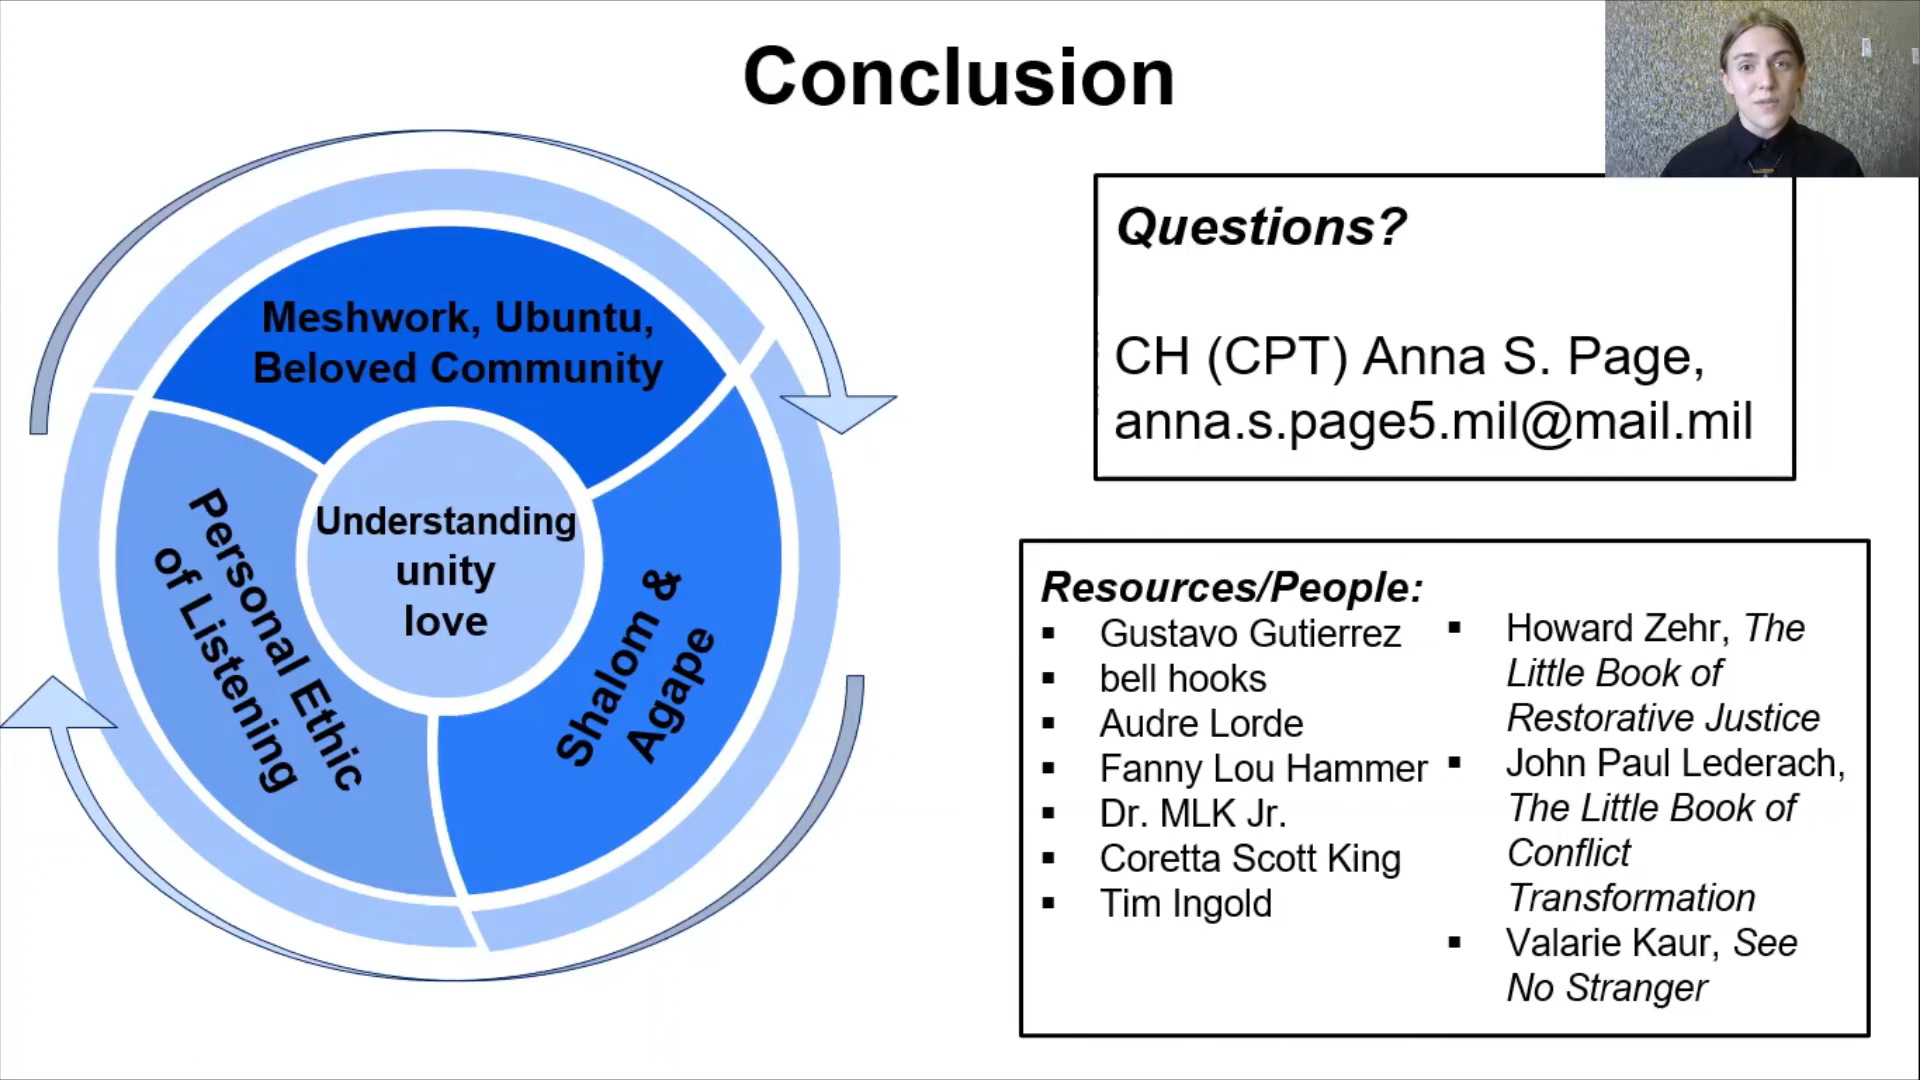 Conclusion
Meshwork, Ubuntu,
Beloved Community
Understanding
unity
love
Personal Ethic
of Listening
Shalom &
Agape
Questions?
CH (CPT) Anna S. Page,
anna.s.page5.mil@mail.mil
Resources/People:
▪ Gustavo Gutierrez
▪ bell hooks
▪ Audre Lorde
▪ Fanny Lou Hammer
▪ Dr. MLK Jr.
▪ Coretta Scott King
▪ Tim Ingold
▪ Howard Zehr, The
Little Book of
Restorative Justice
▪ John Paul Lederach,
The Little Book of
Conflict
Transformation
▪ Valarie Kaur, See
No Stranger